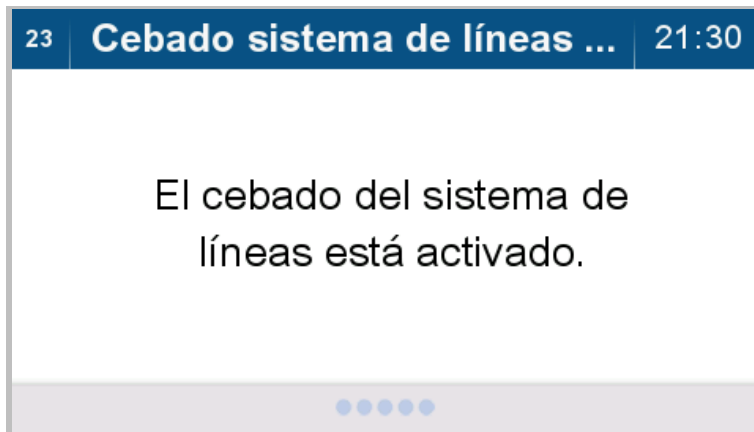 23
Cebado sistema de líneas ...
21:30
El cebado del sistema de
líneas está activado.